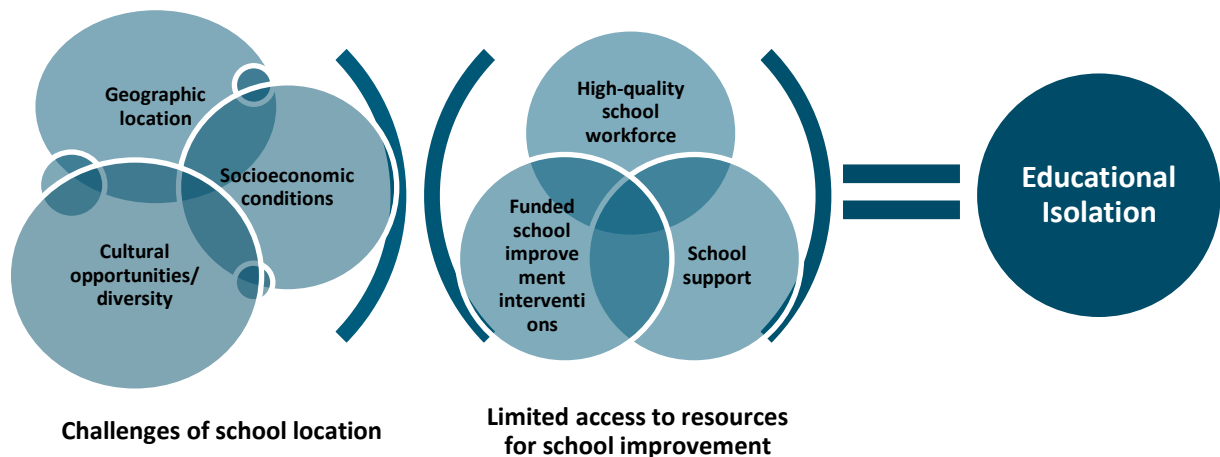 Geographic
location
Socioeconomic
conditions
Cultural
opportunities/
diversity
Challenges of school location
High-quality
school
workforce
Funded
school
improve
ment
interventi
ons
School
support
Limited access to resources
for school improvement
Educational
Isolation